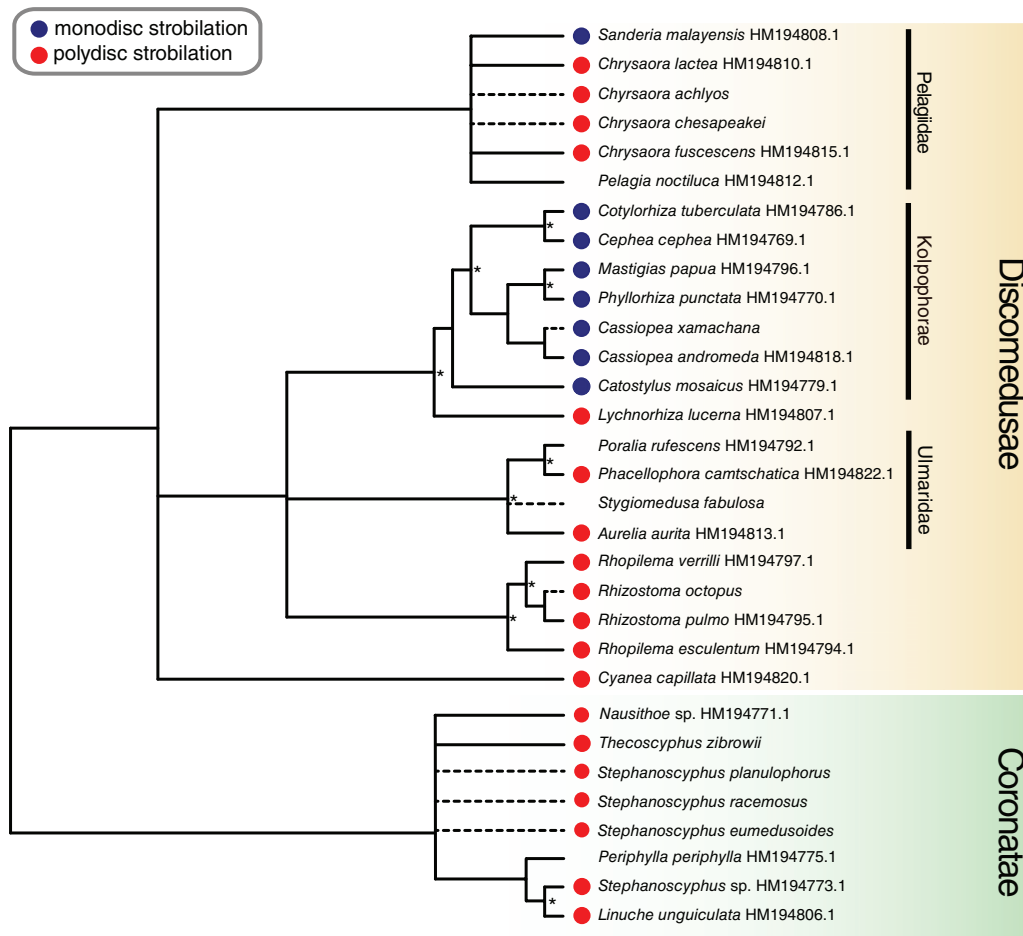 monodisc strobilation
polydisc strobilation
Sanderia malayensis HM194808.1
Chrysaora lactea HM194810.1
Chyrsaora achlyos
Chrysaora chesapeakei
Chrysaora fuscescens HM194815.1
Pelagia noctiluca HM194812.1
Pelagiidae
Cotylorhiza tuberculata HM194786.1
*
Cephea cephea HM194769.1
*
Mastigias papua HM194796.1
*
Phyllorhiza punctata HM194770.1
Cassiopea xamachana
Cassiopea andromeda HM194818.1
*
Catostylus mosaicus HM194779.1
Kolpophorae
Lychnorhiza lucerna HM194807.1
Poralia rufescens HM194792.1
*
Phacellophora camtschatica HM194822.1
*
Stygiomedusa fabulosa
Aurelia aurita HM194813.1
Ulmaridae
Rhopilema verrilli HM194797.1
*
Rhizostoma octopus
*
Rhizostoma pulmo HM194795.1
Rhopilema esculentum HM194794.1
Cyanea capillata HM194820.1
Discomedusae
Nausithoe sp. HM194771.1
Thecoscyphus zibrowii
Stephanoscyphus planulophorus
Stephanoscyphus racemosus
Stephanoscyphus eumedusoides
Periphylla periphylla HM194775.1
Stephanoscyphus sp. HM194773.1
*
Linuche unguiculata HM194806.1
Coronatae